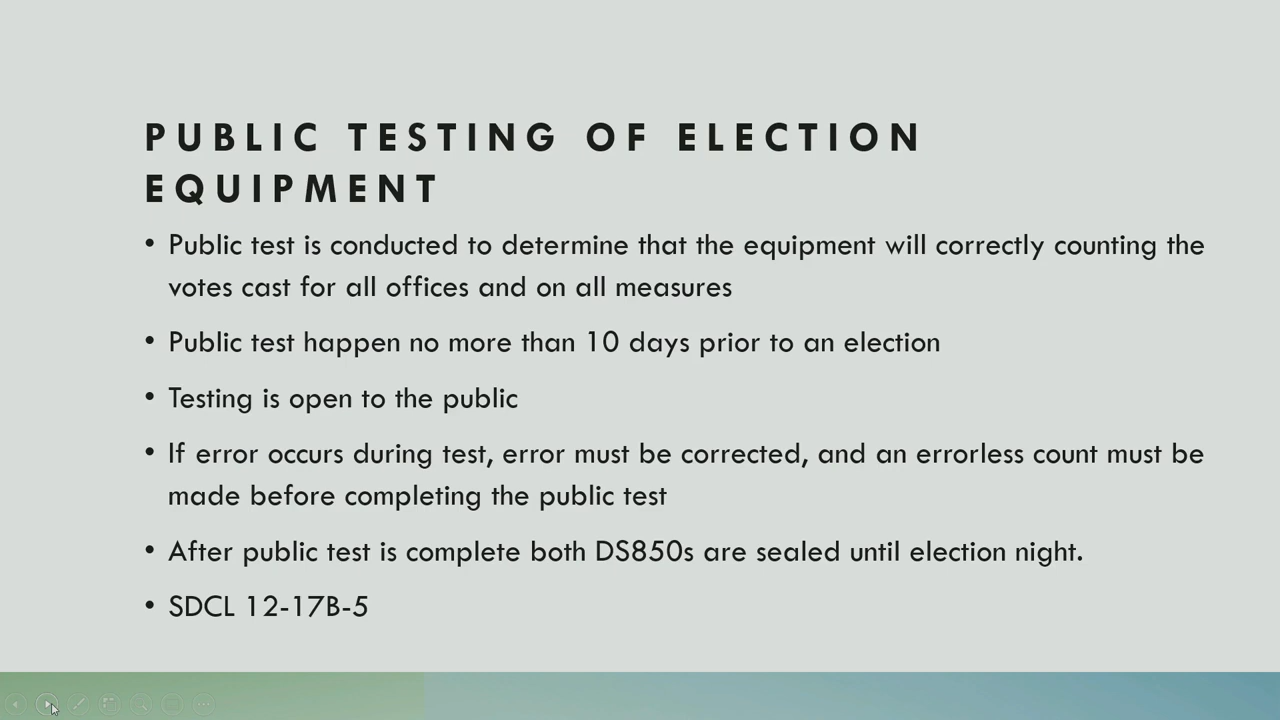 PUBLIC TESTING OF ELECTION
EQUIPMENT
• Public test is conducted to determine that the equipment will correctly counting the
votes cast for all offices and on all measures
• Public test happen no more than 10 days prior to an election
• Testing is open to the public
• If error occurs during test, error must be corrected, and an errorless count must be
made before completing the public test
• After public test is complete both DS850s are sealed until election night.
• SDCL 12-17B-5